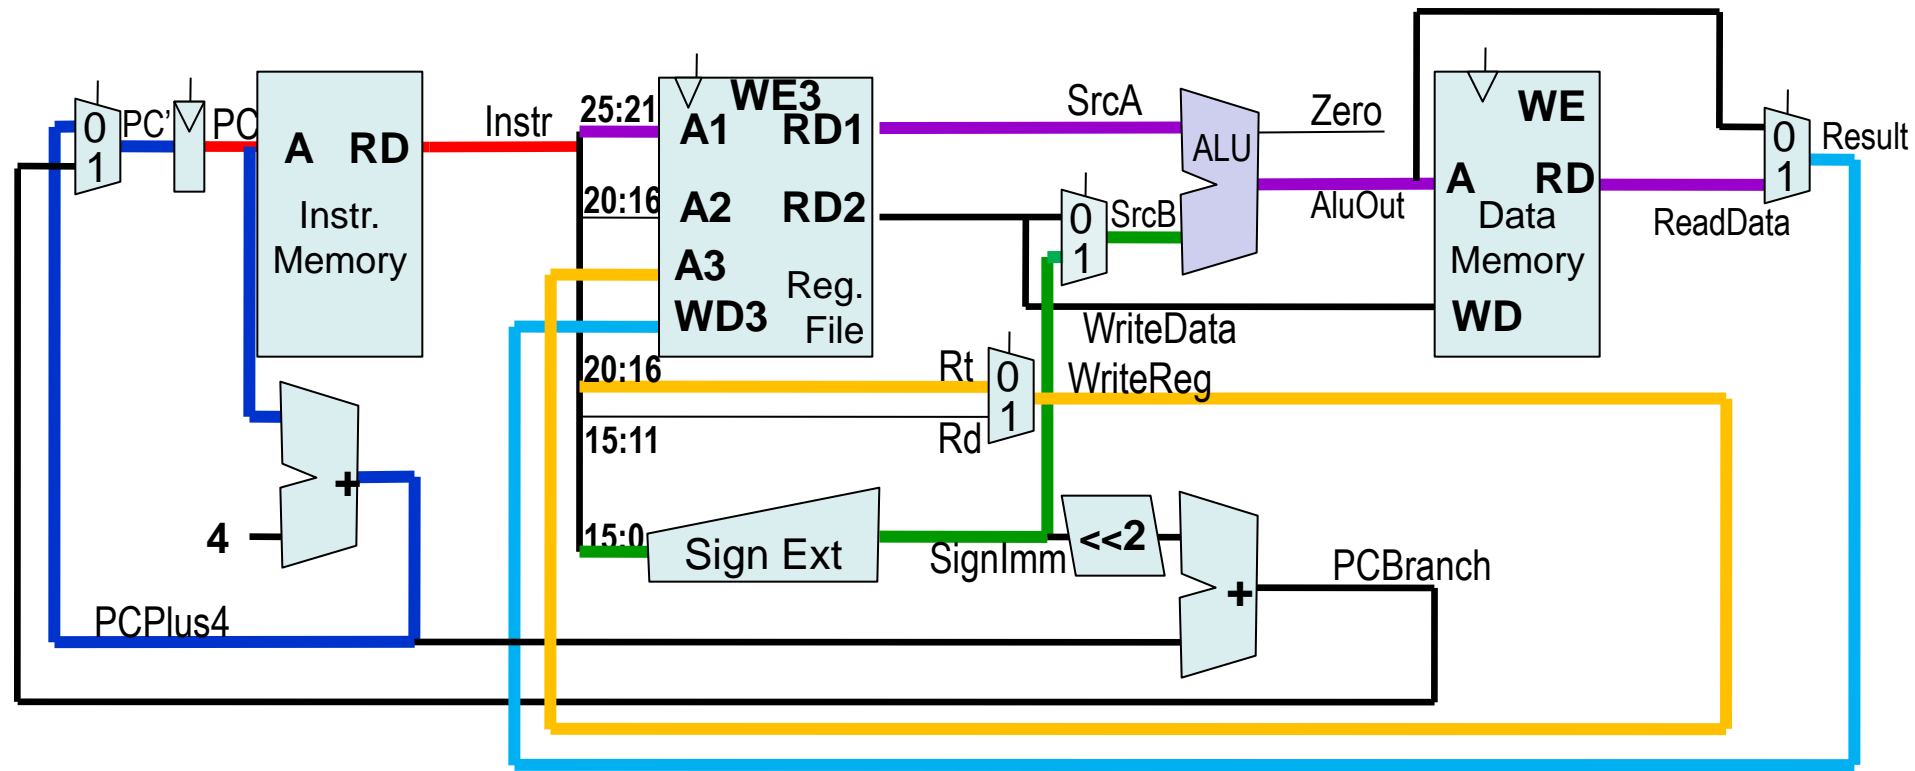 0
1
PC'
PC
A RD
Instr.
Memory
Instr
25:21
20:16
20:16
15:11
15:0
WE3
A1 RD1
A2 RD2
A3
WD3
Reg.
File
SrcA
ALU
Zero
0
1
SrcB
AluOut
WE
A RD
Data
Memory
WD
ReadData
0
1
Result
WriteData
Rt
Rd
0
1
WriteReg
+
4
PCPlus4
Sign Ext
SignImm
<<2
+
PCBranch